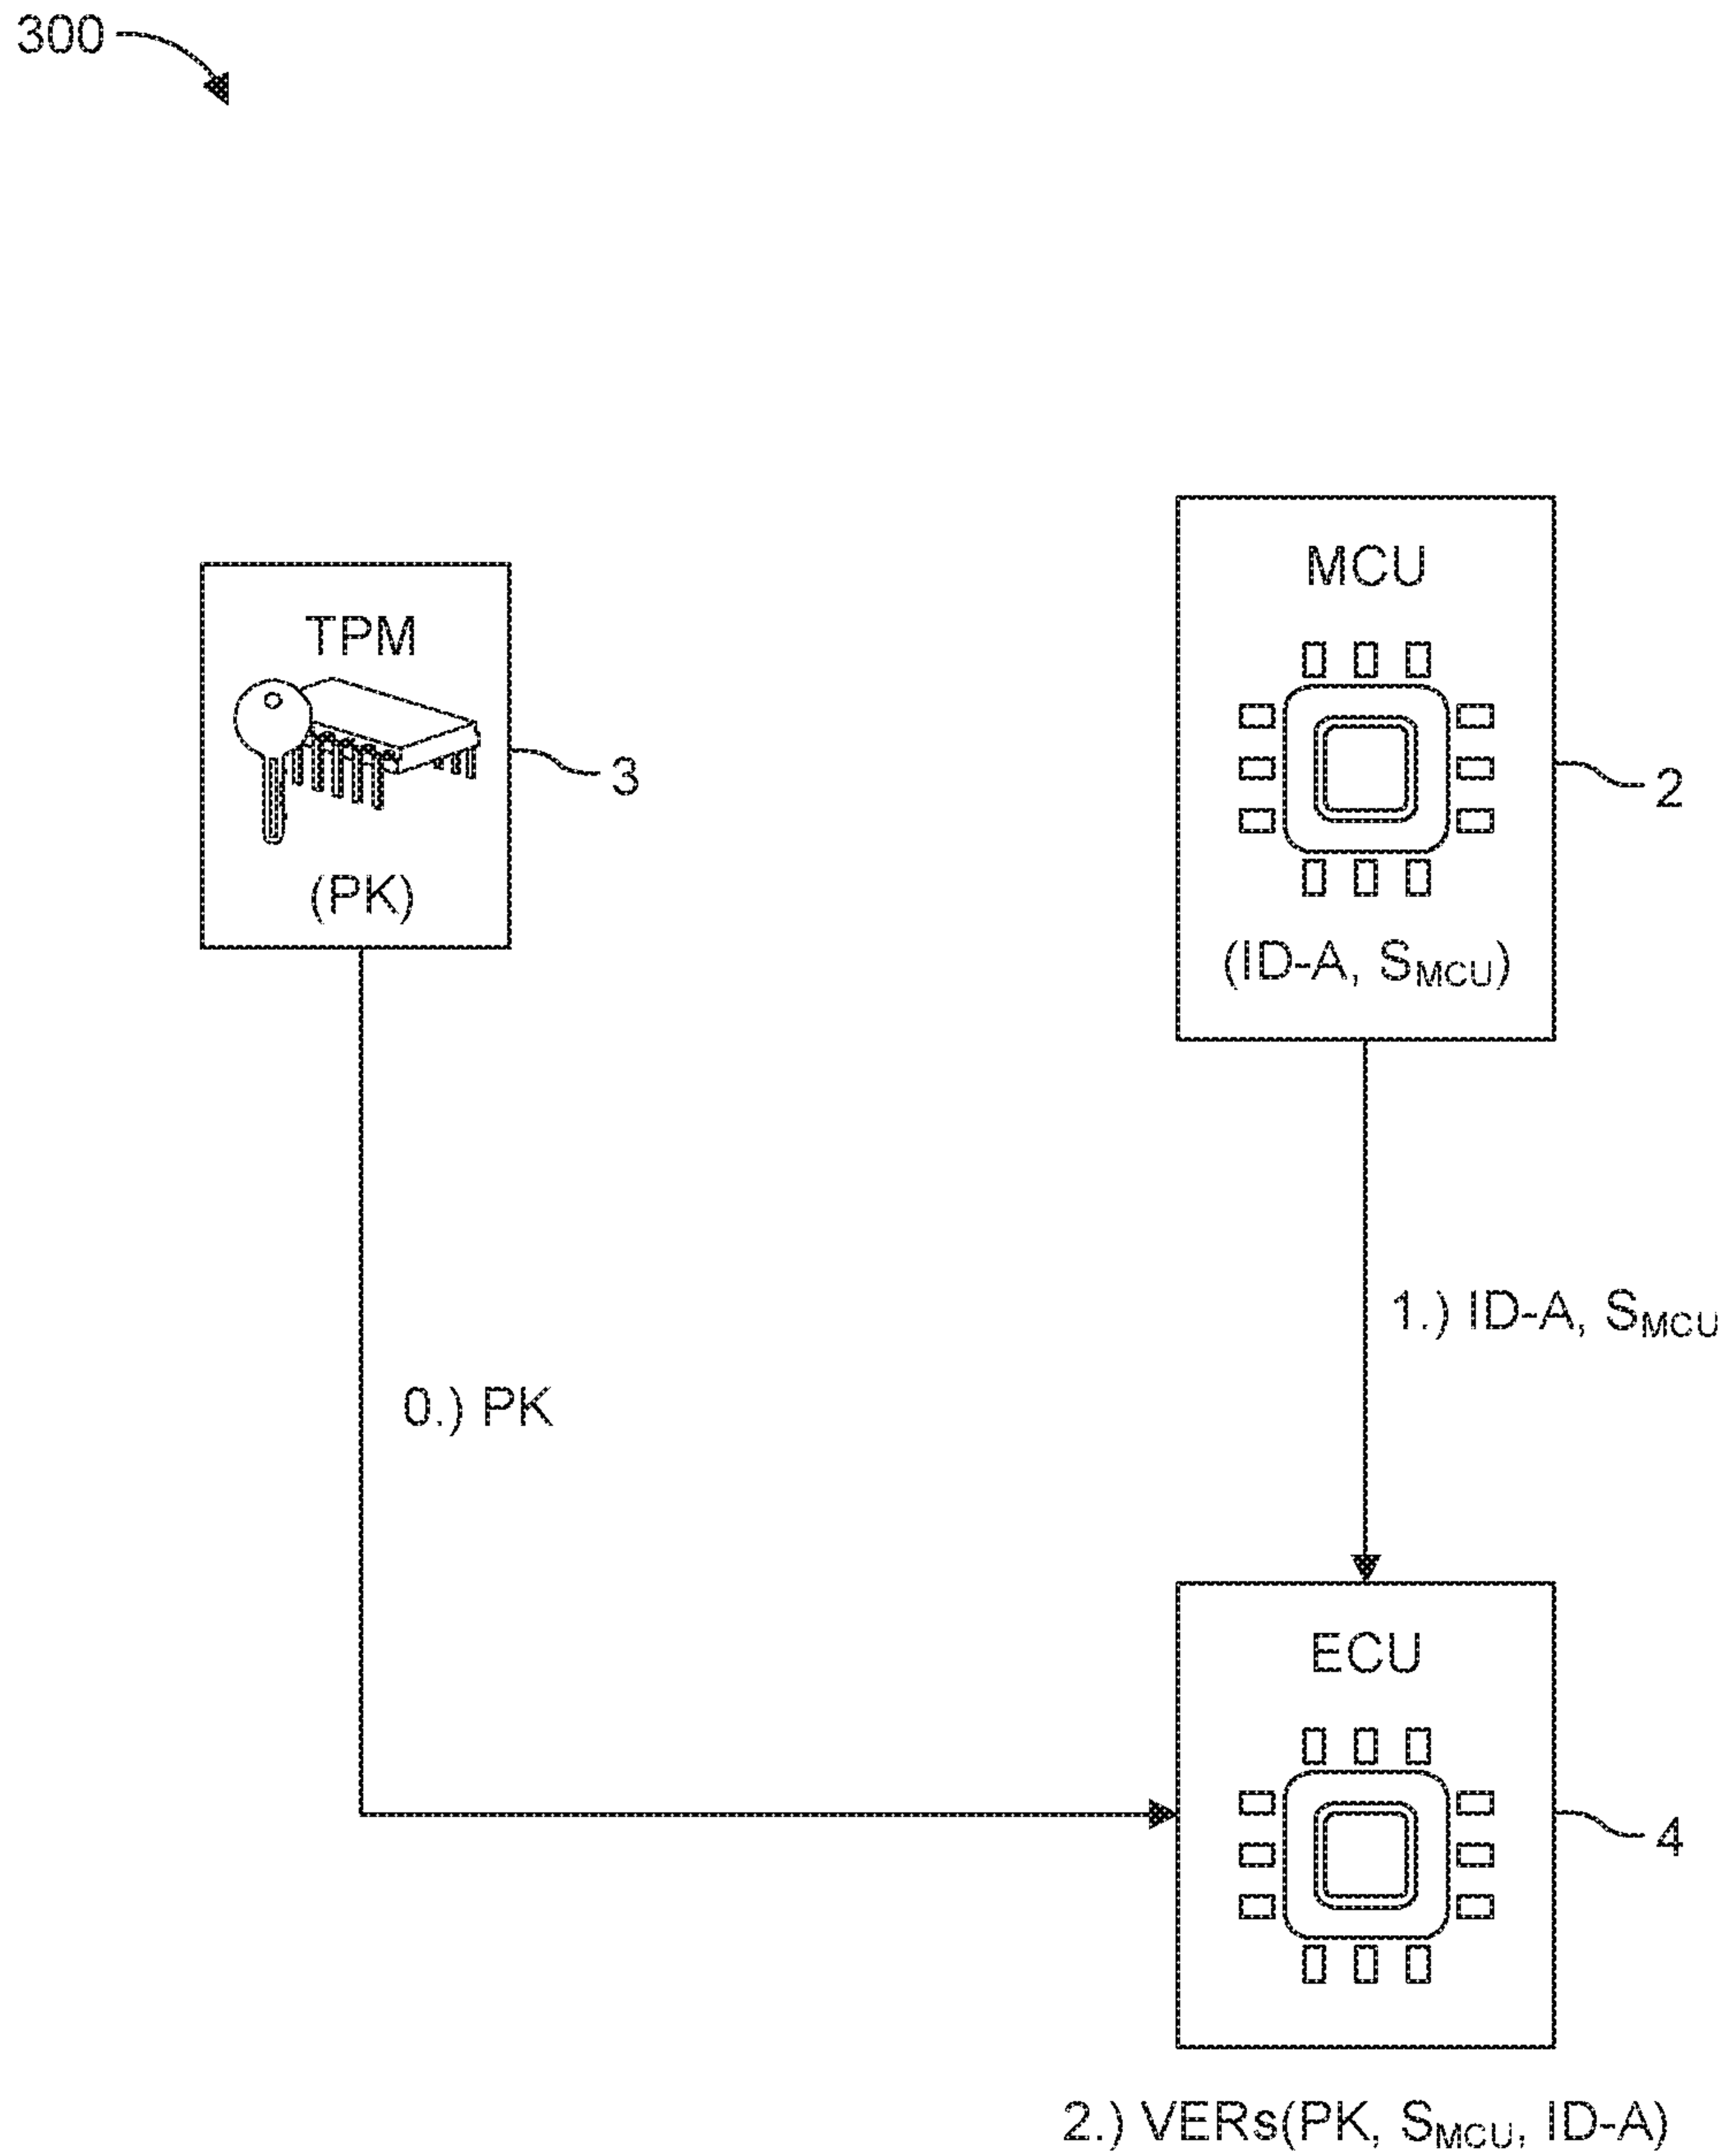 300
MCU
TPM
3
2
(PK)
(ID-A, SMCU)
1.) ID-A, SMCU
0.) PK
ECU
4
2.) VERs(PK, SMCU, ID-A)